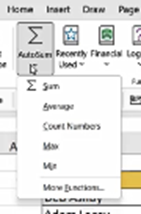 Home Insert Draw Page
AutoSum Recently Used Financial Log
Sum
Average
Count Numbers
Max
Min
More Functions...